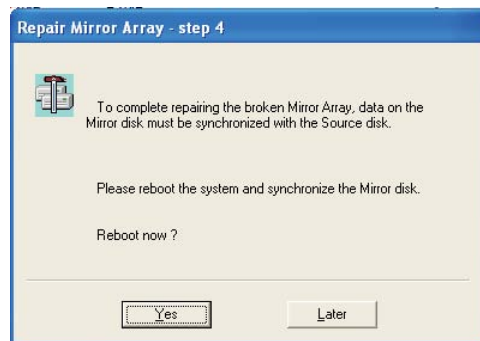 Repair Mirror Array - step 4
To complete repairing the broken Mirror Array, data on the
Mirror disk must be synchronized with the Source disk.
Please reboot the system and synchronize the Mirror disk.
Reboot now ?
Yes
Later